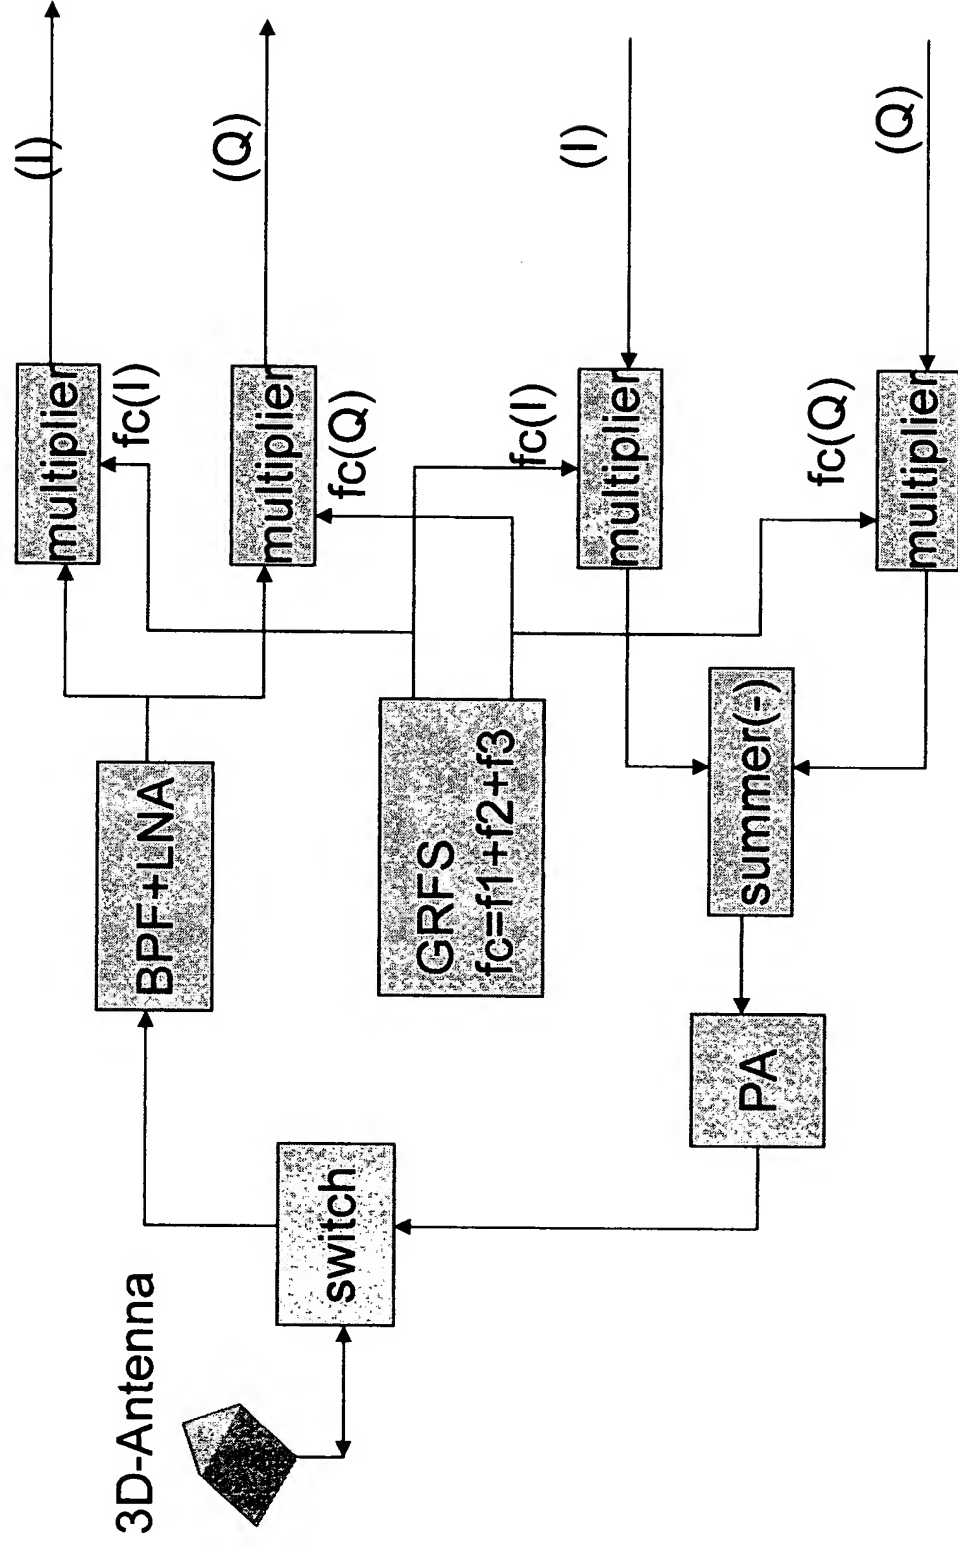 3D-Antenna
switch
BPF+LNA
multiplier
(I)
fc(I)
multiplier
(Q)
fc(Q)
GRFS
fc=f1+f2+f3
fc(I)
multiplier
(I)
PA
summer(-)
fc(Q)
multiplier
(Q)